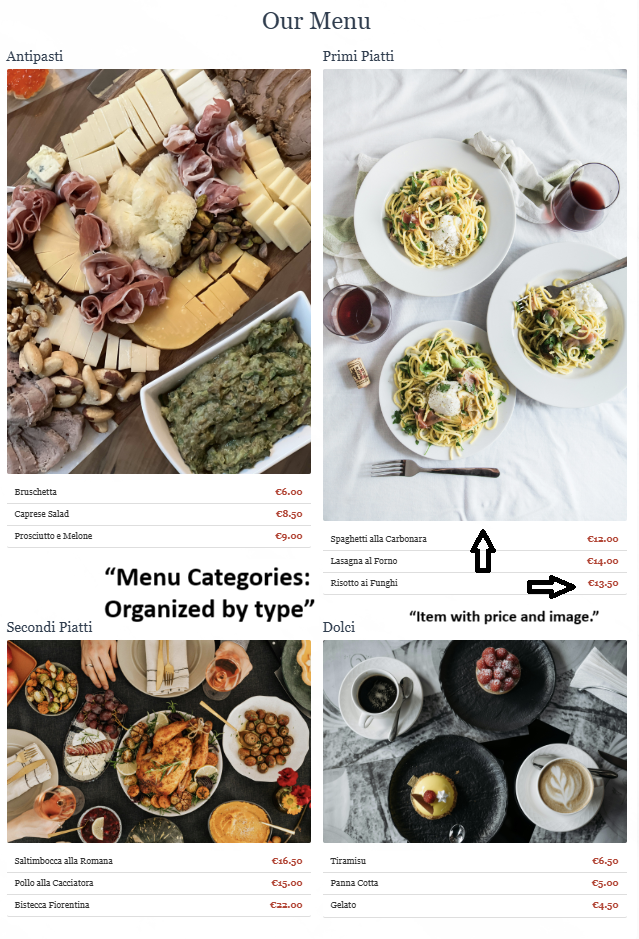 Our Menu
Antipasti
Bruschetta €6.00
Caprese Salad €8.50
Prosciutto e Melone €9.00
Primi Piatti
Spaghetti alla Carbonara €12.00
Lasagna al Forno €14.00
Risotto ai Funghi €13.50
“Menu Categories:
Organized by type”
“Item with price and image.”
Secondi Piatti
Saltimbocca alla Romana €16.50
Pollo alla Cacciatora €15.00
Bistecca Fiorentina €22.00
Dolci
Tiramisu €6.50
Panna Cotta €5.00
Gelato €4.50